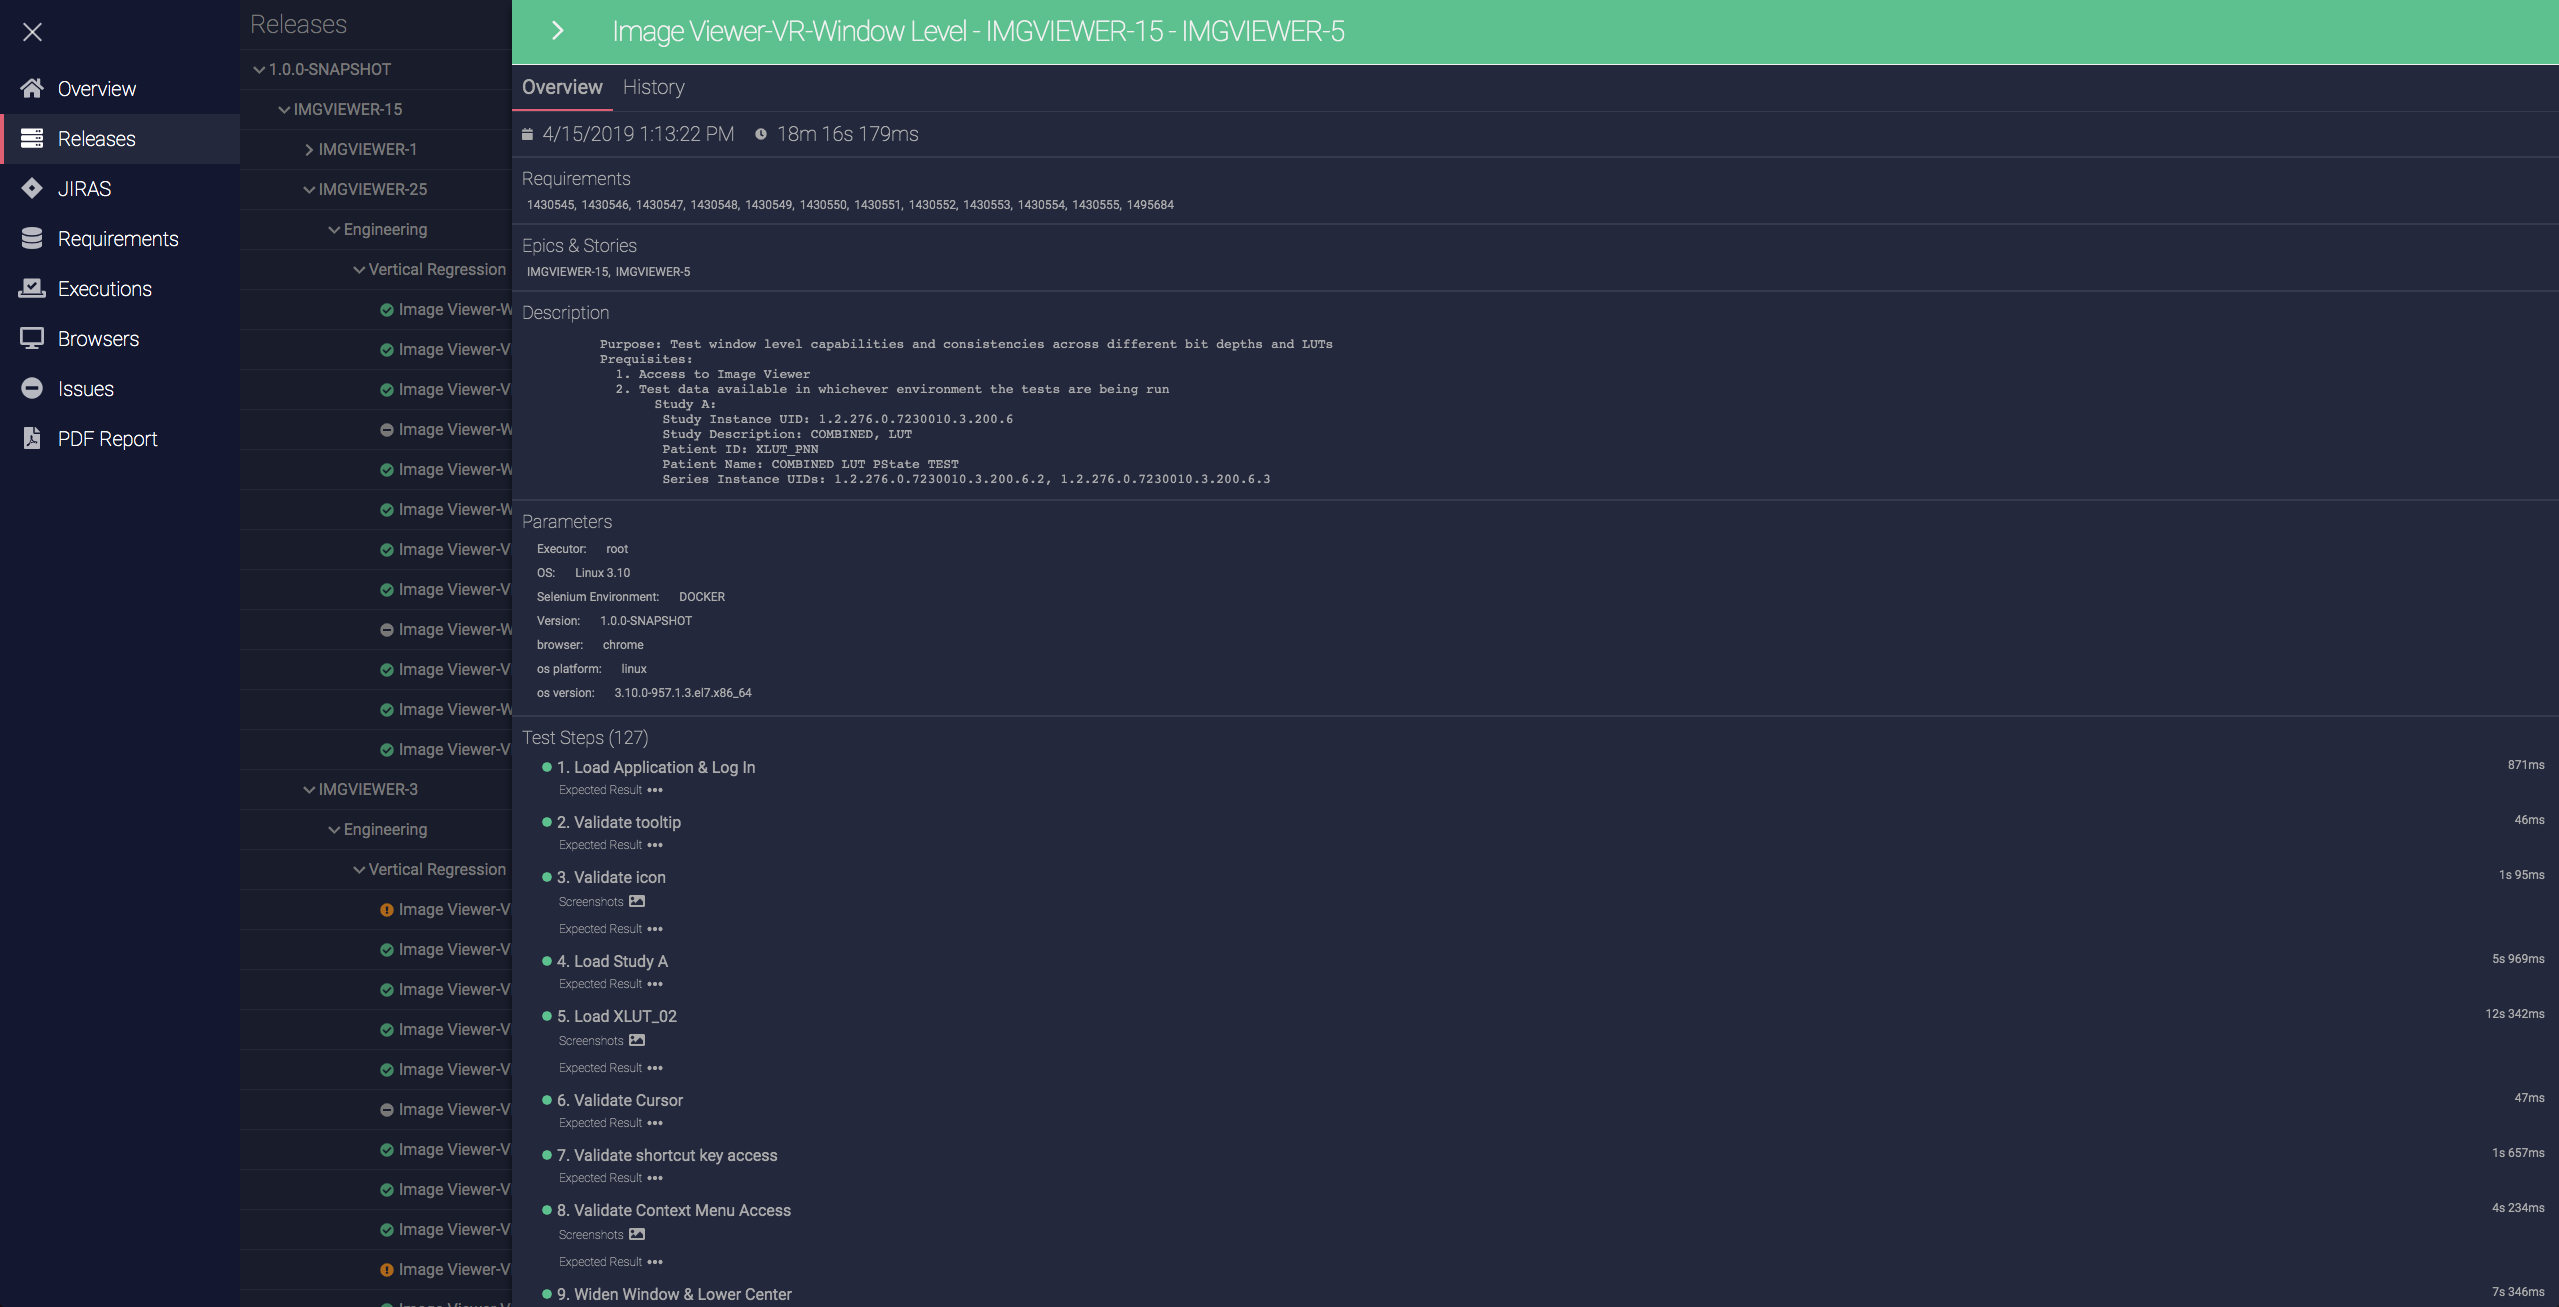 Overview
Releases
JIRAS
Requirements
Executions
Browsers
Issues
PDF Report
Releases
1.0.0-SNAPSHOT
IMGVIEWER-15
IMGVIEWER-1
IMGVIEWER-25
Engineering
Vertical Regression
Image Viewer-W
Image Viewer-V
Image Viewer-V
Image Viewer-W
Image Viewer-W
Image Viewer-W
Image Viewer-V
Image Viewer-V
Image Viewer-W
Image Viewer-V
Image Viewer-W
Image Viewer-V
IMGVIEWER-3
Engineering
Vertical Regression
Image Viewer-V
Image Viewer-V
Image Viewer-V
Image Viewer-V
Image Viewer-V
Image Viewer-V
Image Viewer-V
Image Viewer-V
Image Viewer-V
Image Viewer-V
Image Viewer-VR-Window Level - IMGVIEWER-15 - IMGVIEWER-5
Overview History
4/15/2019 1:13:22 PM 18m 16s 179ms
Requirements
1430545, 1430546, 1430547, 1430548, 1430549, 1430550, 1430551, 1430552, 1430553, 1430554, 1430555, 1495684
Epics & Stories
IMGVIEWER-15, IMGVIEWER-5
Description
Purpose: Test window level capabilities and consistencies across different bit depths and LUTs
Prequisites:
1. Access to Image Viewer
2. Test data available in whichever environment the tests are being run
Study A:
Study Instance UID: 1.2.276.0.7230010.3.200.6
Study Description: COMBINED, LUT
Patient ID: XLUT_PNN
Patient Name: COMBINED LUT PState TEST
Series Instance UIDs: 1.2.276.0.7230010.3.200.6.2, 1.2.276.0.7230010.3.200.6.3
Parameters
Executor: root
OS: Linux 3.10
Selenium Environment: DOCKER
Version: 1.0.0-SNAPSHOT
browser: chrome
os platform: linux
os version: 3.10.0-957.1.3.el7.x86_64
Test Steps (127)
1. Load Application & Log In 871ms
Expected Result
2. Validate tooltip 46ms
Expected Result
3. Validate icon 1s 95ms
Screenshots
Expected Result
4. Load Study A 5s 969ms
Expected Result
5. Load XLUT_02 12s 342ms
Screenshots
Expected Result
6. Validate Cursor 47ms
Expected Result
7. Validate shortcut key access 1s 657ms
Expected Result
8. Validate Context Menu Access 4s 234ms
Screenshots
Expected Result
9. Widen Window & Lower Center 7s 346ms